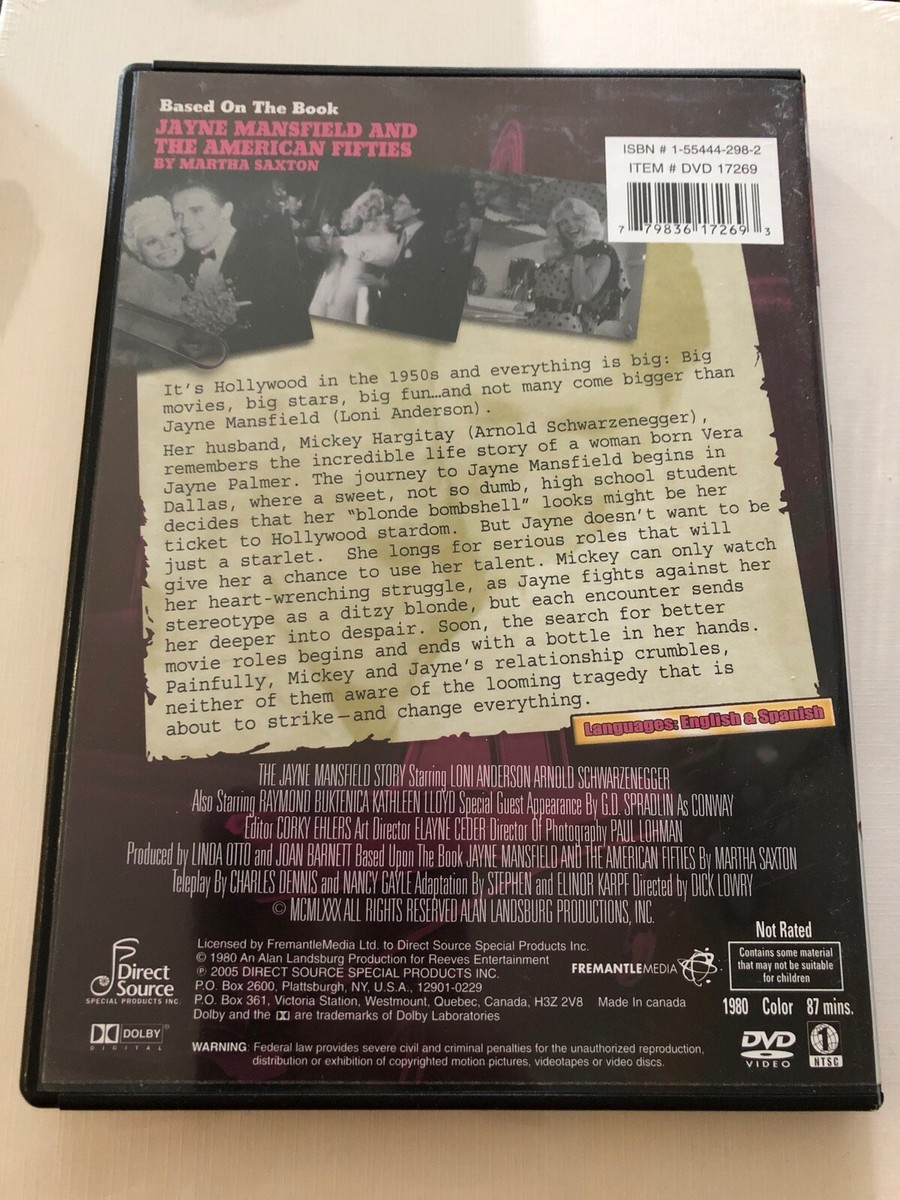 Based On The Book
JAYNE MANSFIELD AND
THE AMERICAN FIFTIES
BY MARTHA SAXTON
ISBN # 1-55444-298-2
ITEM # DVD 17269
7 79836 17269 3
It's Hollywood in the 1950s and everything is big: Big
movies, big stars, big fun…and not many come bigger than
Jayne Mansfield (Loni Anderson).
Her husband, Mickey Hargitay (Arnold Schwarzenegger),
remembers the incredible life story of a woman born Vera
Jayne Palmer. The journey to Jayne Mansfield begins in
Dallas, where a sweet, not so dumb, high school student
decides that her "blonde bombshell" looks might be her
ticket to Hollywood stardom. But Jayne doesn't want to be
just a starlet. She longs for serious roles that will
give her a chance to use her talent. Mickey can only watch
her heart-wrenching struggle, as Jayne fights against her
stereotype as a ditzy blonde, but each encounter sends
her deeper into despair. Soon, the search for better
movie roles begins and ends with a bottle in her hands.
Painfully, Mickey and Jayne's relationship crumbles,
neither of them aware of the looming tragedy that is
about to strike—and change everything.
Languages: English & Spanish
THE JAYNE MANSFIELD STORY Starring LONI ANDERSON ARNOLD SCHWARZENEGGER
Also Starring RAYMOND BUKTENICA KATHLEEN LLOYD Special Guest Appearance By G.D. SPRADLIN As CONWAY
Editor CORKY EHLERS Art Director ELAYNE CEDER Director Of Photography PAUL LOHMAN
Produced by LINDA OTTO and JOAN BARNETT Based Upon The Book JAYNE MANSFIELD AND THE AMERICAN FIFTIES By MARTHA SAXTON
Teleplay By CHARLES DENNIS and NANCY GAYLE Adaptation By STEPHEN and ELINOR KARPF Directed by DICK LOWRY
© MCMLXXX ALL RIGHTS RESERVED ALAN LANDSBURG PRODUCTIONS, INC.
Direct
Source
SPECIAL PRODUCTS INC.
DOLBY
DIGITAL
Licensed by FremantleMedia Ltd. to Direct Source Special Products Inc.
© 1980 An Alan Landsburg Production for Reeves Entertainment
℗ 2005 DIRECT SOURCE SPECIAL PRODUCTS INC.
P.O. Box 2600, Plattsburgh, NY, U.S.A., 12901-0229
P.O. Box 361, Victoria Station, Westmount, Quebec, Canada, H3Z 2V8 Made In canada
Dolby and the DD are trademarks of Dolby Laboratories
FREMANTLEMEDIA
Not Rated
Contains some material
that may not be suitable
for children
1980 Color 87 mins.
WARNING: Federal law provides severe civil and criminal penalties for the unauthorized reproduction,
distribution or exhibition of copyrighted motion pictures, videotapes or video discs.
DVD
VIDEO
1
NTSC